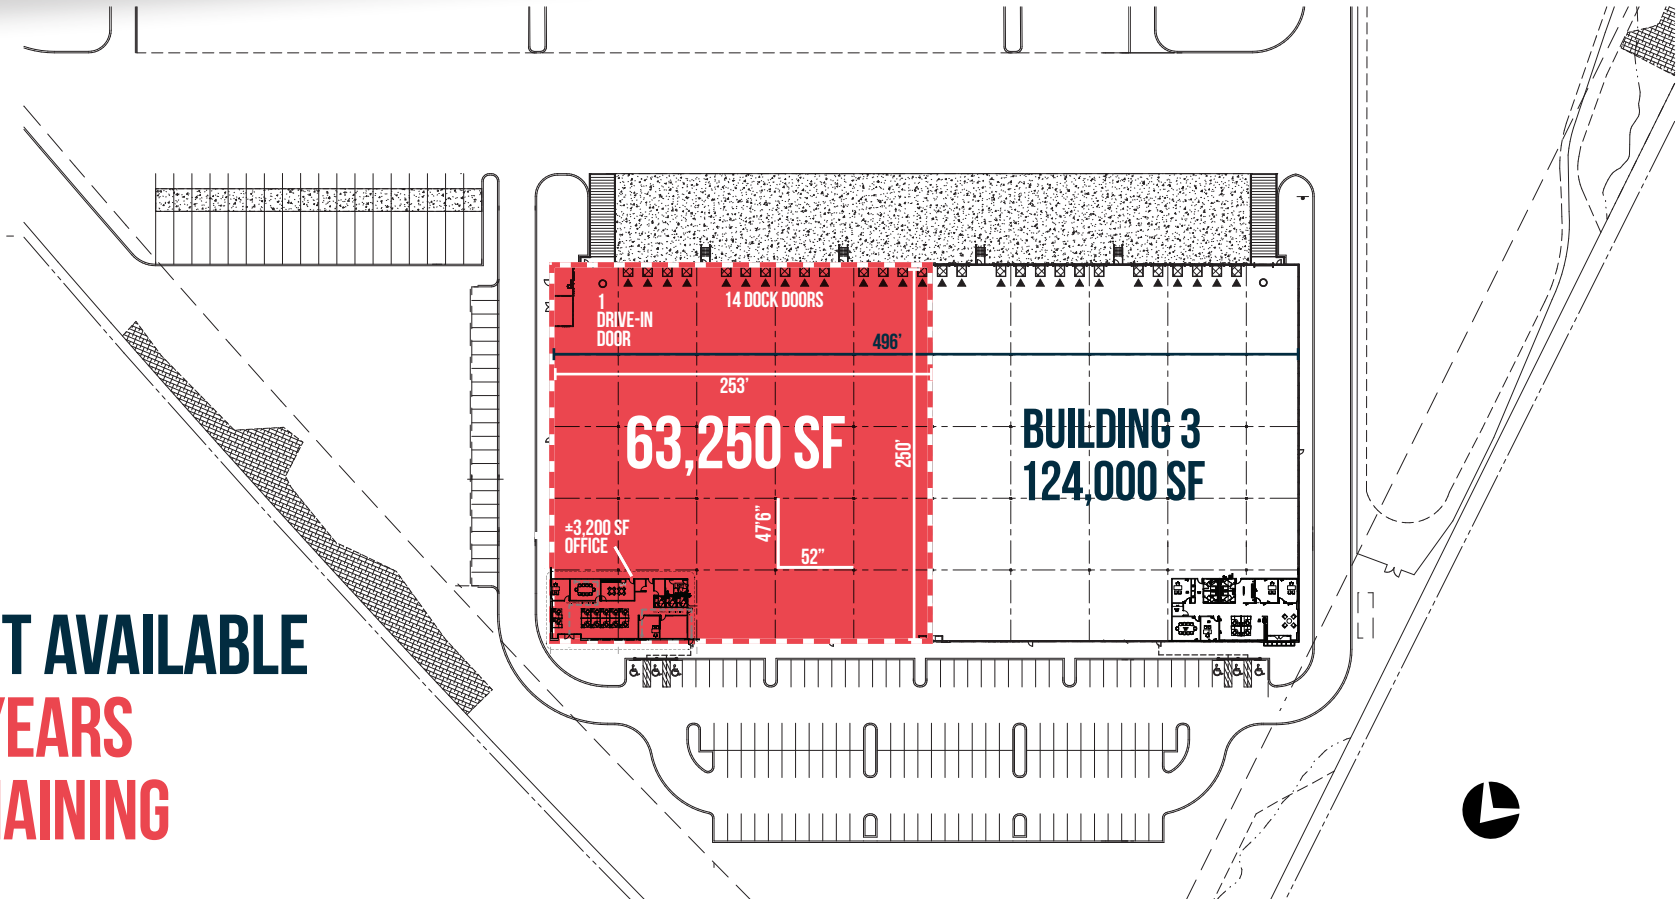 1
DRIVE-IN
DOOR
14 DOCK DOORS
496'
253'
63,250 SF
250'
BUILDING 3
124,000 SF
47'6"
52"
±3,200 SF
OFFICE
T AVAILABLE
YEARS
AINING